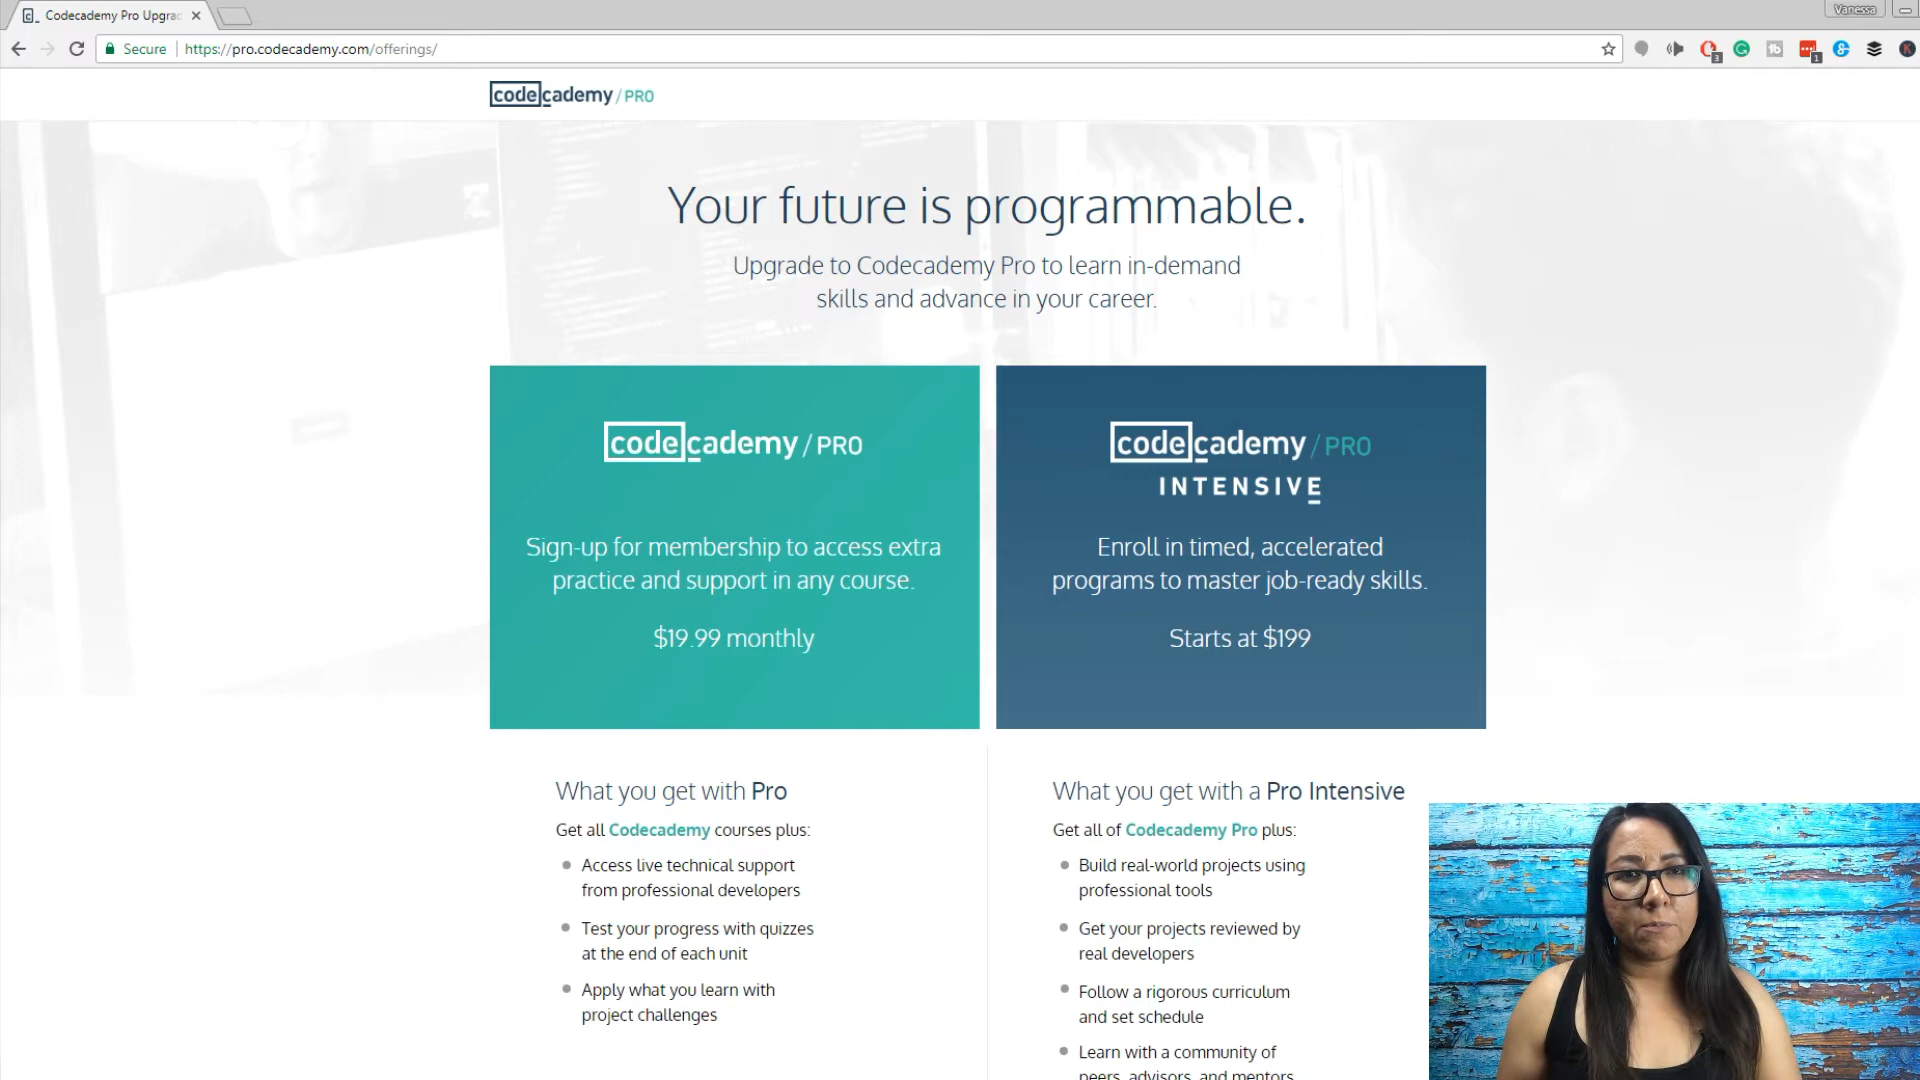 Codecademy Pro Upgrac
Vanessa
Secure
https://pro.codecademy.com/offerings/
3
1
codecademy/PRO
Your future is programmable.
Upgrade to Codecademy Pro to learn in-demand
skills and advance in your career.
codecademy/PRO
Sign-up for membership to access extra
practice and support in any course.
$19.99 monthly
codecademy/PRO
INTENSIVE
Enroll in timed, accelerated
programs to master job-ready skills.
Starts at $199
What you get with Pro
Get all Codecademy courses plus:
Access live technical support
from professional developers
Test your progress with quizzes
at the end of each unit
Apply what you learn with
project challenges
What you get with a Pro Intensive
Get all of Codecademy Pro plus:
Build real-world projects using
professional tools
Get your projects reviewed by
real developers
Follow a rigorous curriculum
and set schedule
Learn with a community of
peers, advisors, and mentors